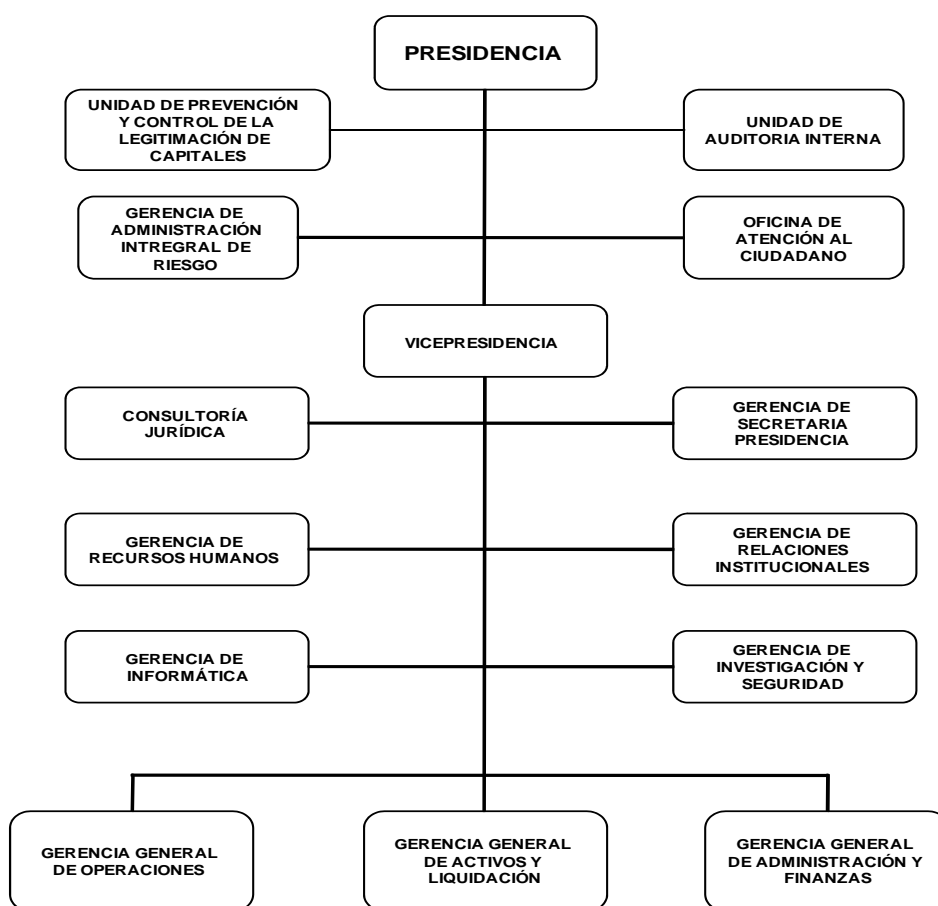 PRESIDENCIA
UNIDAD DE PREVENCIÓN
Y CONTROL DE LA
LEGITIMACIÓN DE
CAPITALES
UNIDAD DE
AUDITORIA INTERNA
GERENCIA DE
ADMINISTRACIÓN
INTREGRAL DE
RIESGO
OFICINA DE
ATENCIÓN AL
CIUDADANO
VICEPRESIDENCIA
CONSULTORÍA
JURÍDICA
GERENCIA DE
SECRETARIA
PRESIDENCIA
GERENCIA DE
RECURSOS HUMANOS
GERENCIA DE
RELACIONES
INSTITUCIONALES
GERENCIA DE
INFORMÁTICA
GERENCIA DE
INVESTIGACIÓN Y
SEGURIDAD
GERENCIA GENERAL
DE OPERACIONES
GERENCIA GENERAL
DE ACTIVOS Y
LIQUIDACIÓN
GERENCIA GENERAL
DE ADMINISTRACIÓN Y
FINANZAS